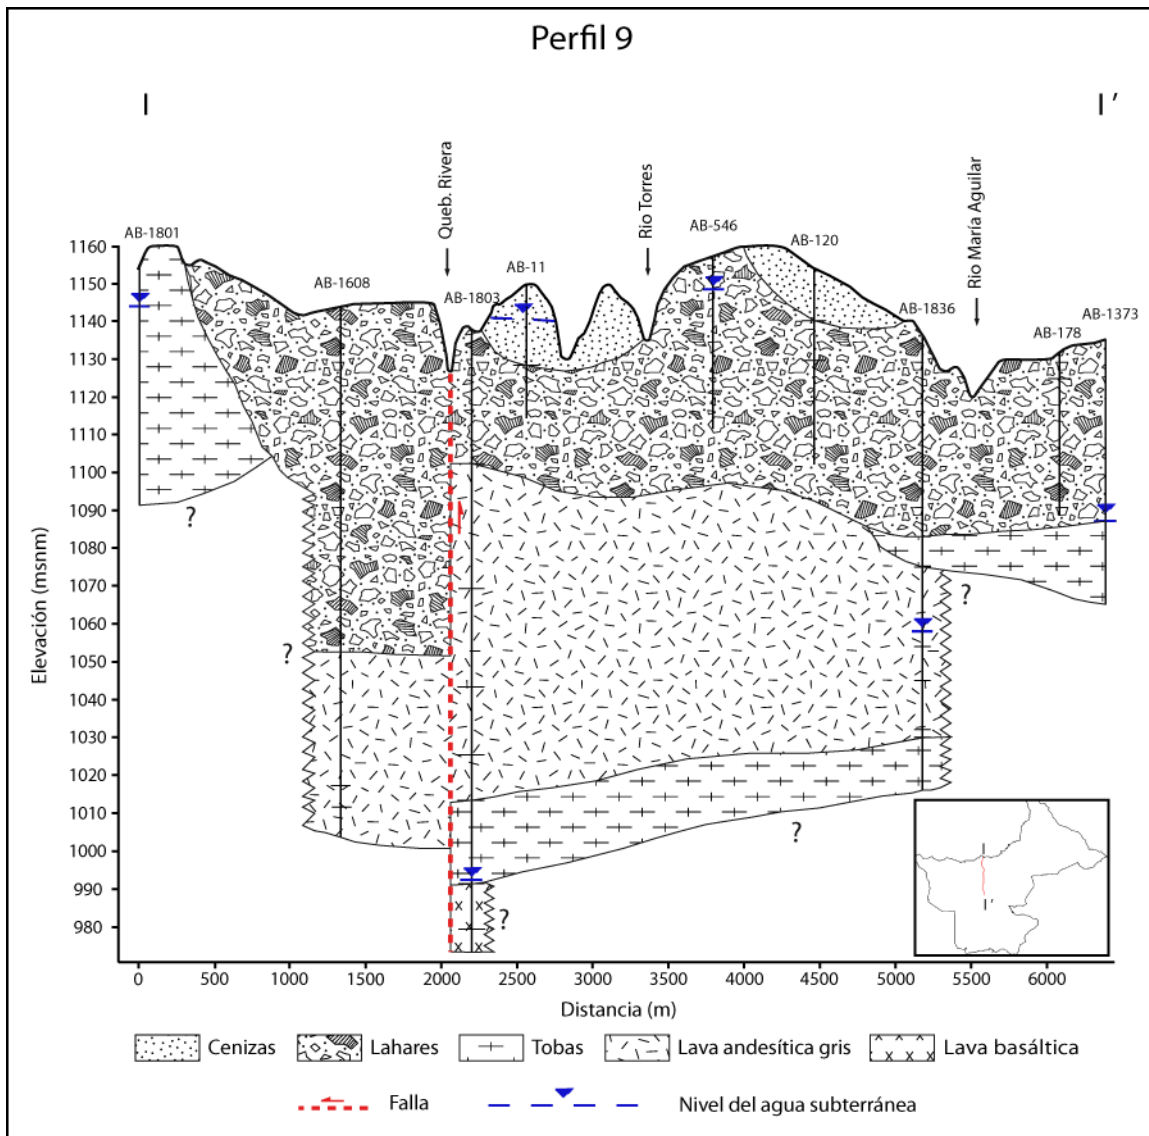 Perfil 9
I
I'
Queb. Rivera
Rio Torres
Rio María Aguilar
AB-1801
AB-1608
AB-1803
AB-11
AB-546
AB-120
AB-1836
AB-178
AB-1373
Elevación (msnm)
1160
1150
1140
1130
1120
1110
1100
1090
1080
1070
1060
1050
1040
1030
1020
1010
1000
990
980
?
?
?
?
?
I
I'
0
500
1000
1500
2000
2500
3000
3500
4000
4500
5000
5500
6000
Distancia (m)
Cenizas
Lahares
Tobas
Lava andesítica gris
Lava basáltica
Falla
Nivel del agua subterránea